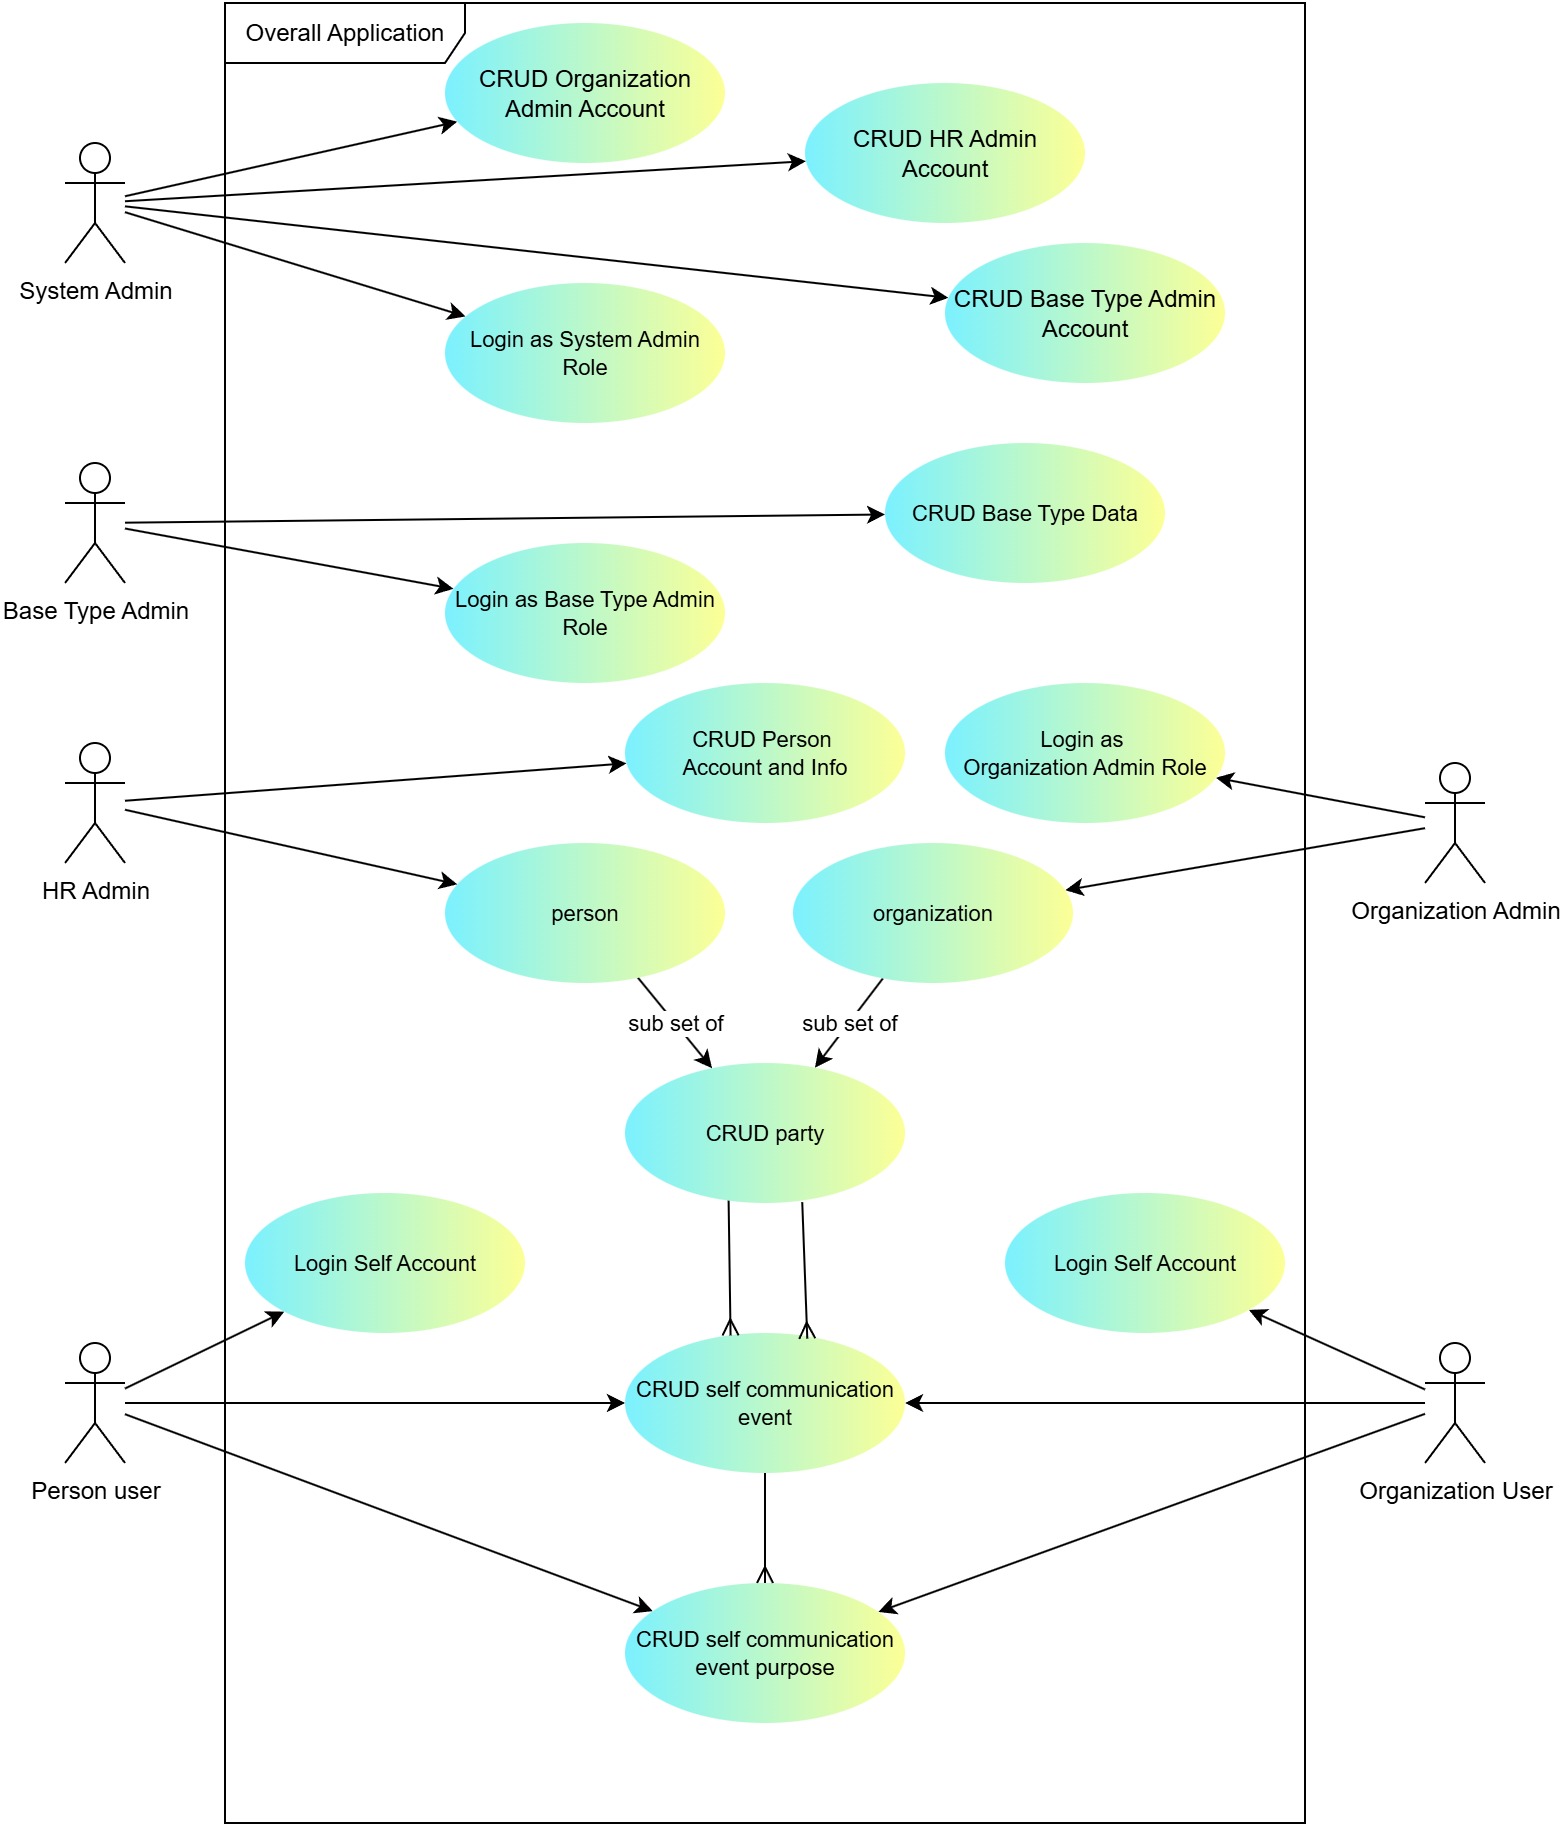 Overall Application
CRUD Organization
Admin Account
CRUD HR Admin
Account
System Admin
CRUD Base Type Admin
Account
Login as System Admin
Role
CRUD Base Type Data
Base Type Admin
Login as Base Type Admin
Role
CRUD Person
Account and Info
Login as
Organization Admin Role
HR Admin
person
organization
Organization Admin
sub set of
sub set of
CRUD party
Login Self Account
Login Self Account
CRUD self communication
event
Person user
Organization User
CRUD self communication
event purpose